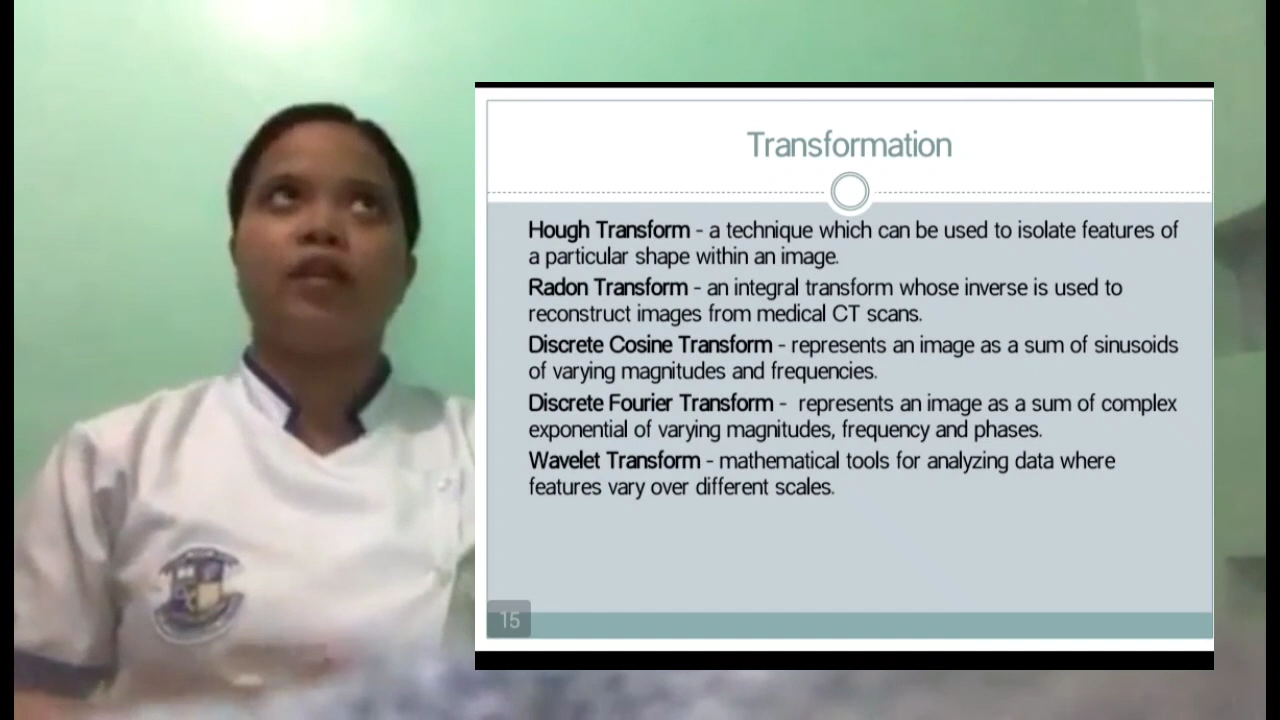 Transformation
Hough Transform - a technique which can be used to isolate features of
a particular shape within an image.
Radon Transform - an integral transform whose inverse is used to
reconstruct images from medical CT scans.
Discrete Cosine Transform - represents an image as a sum of sinusoids
of varying magnitudes and frequencies.
Discrete Fourier Transform -  represents an image as a sum of complex
exponential of varying magnitudes, frequency and phases.
Wavelet Transform - mathematical tools for analyzing data where
features vary over different scales.
15